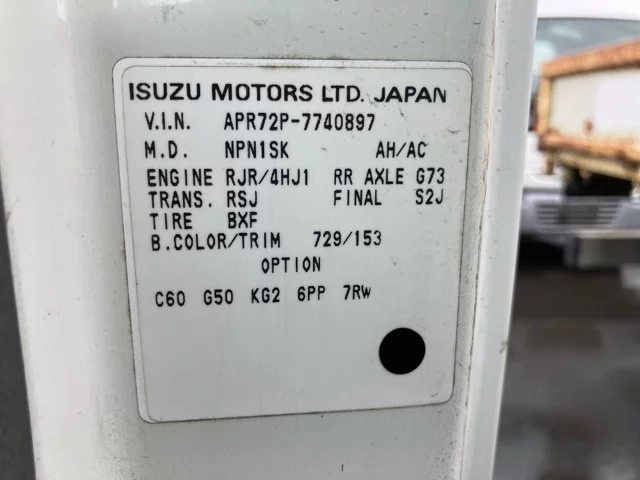 ISUZU MOTORS LTD. JAPAN
V.I.N. APR72P-7740897
M.D. NPN1SK AH/AC
ENGINE RJR/4HJ1 RR AXLE G73
TRANS. RSJ FINAL S2J
TIRE BXF
B.COLOR/TRIM 729/153
OPTION
C60 G50 KG2 6PP 7RW